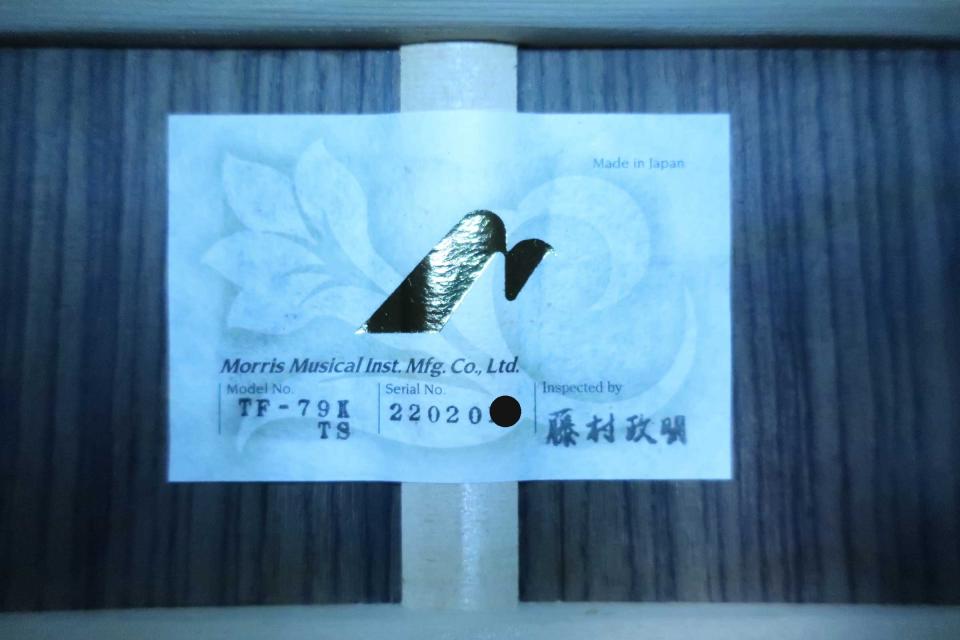 Made in Japan
Morris Musical Inst. Mfg. Co., Ltd.
Model No.
TF-79K
TS
Serial No.
22020
Inspected by
藤村政明